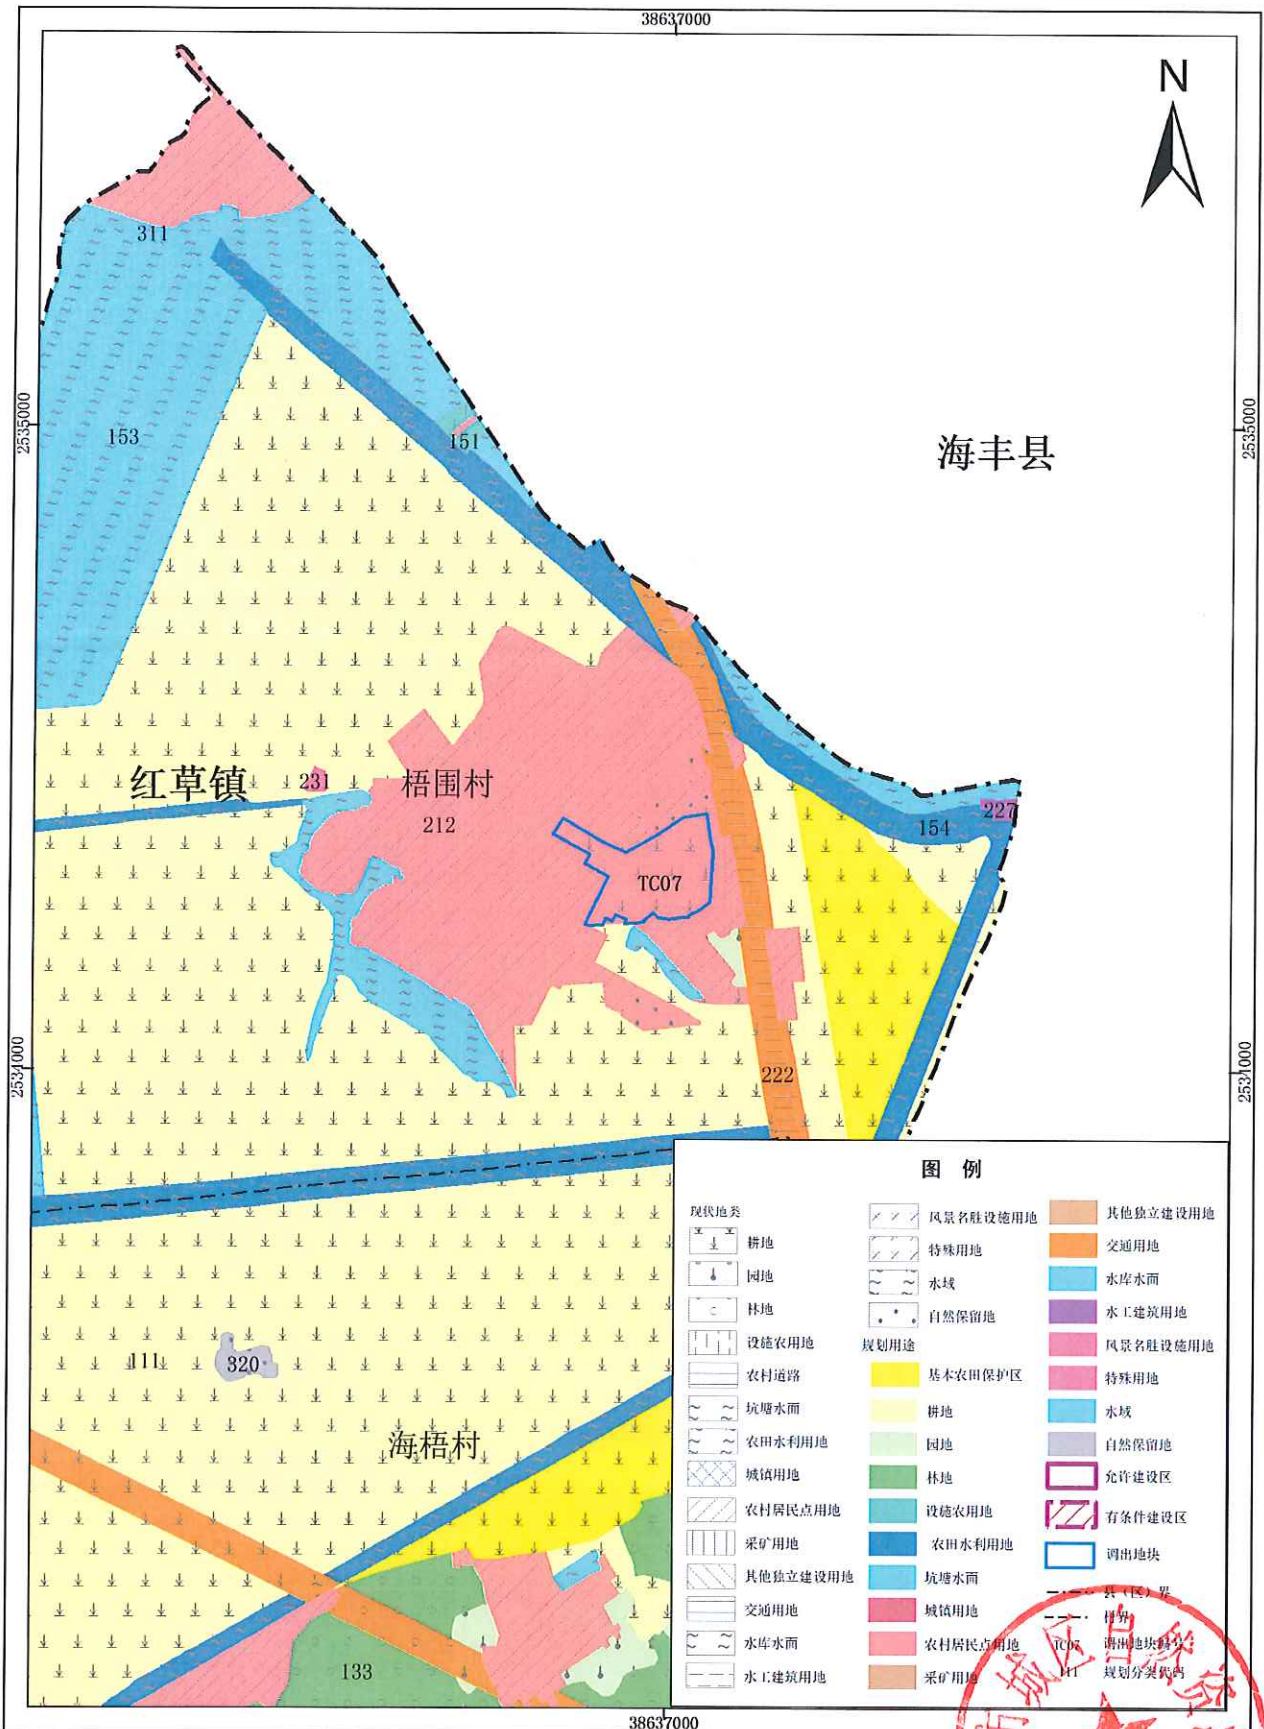 38637000
N
311
2535000
2535000
153
151
海丰县
红草镇
231
梧围村
212
227
154
TC07
2534000
2534000
222
111
320
海梧村
133
图 例
现状地类
耕地
园地
林地
设施农用地
农村道路
坑塘水面
农田水利用地
城镇用地
农村居民点用地
采矿用地
其他独立建设用地
交通用地
水库水面
水工建筑用地
风景名胜设施用地
特殊用地
水域
自然保留地
规划用途
基本农田保护区
耕地
园地
林地
设施农用地
农田水利用地
坑塘水面
城镇用地
农村居民点用地
采矿用地
其他独立建设用地
交通用地
水库水面
水工建筑用地
风景名胜设施用地
特殊用地
水域
自然保留地
允许建设区
有条件建设区
调出地块
县（区）界
村界
TC07 调出地块编号
111 规划分类代码
城区自然资
38637000